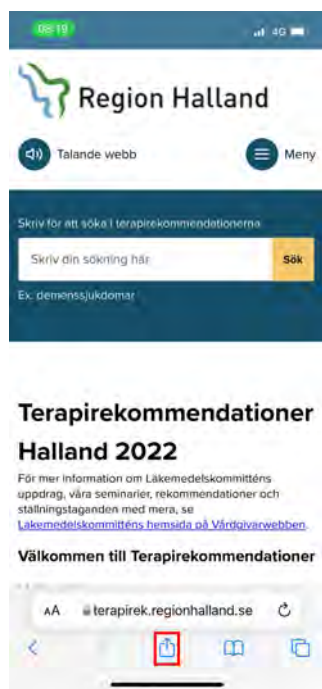 08:19
4G
Region Halland
Talande webb
Meny
Skriv för att söka i terapirekommendationerna
Skriv din sökning här
Sök
Ex. demenssjukdomar
Terapirekommendationer
Halland 2022
För mer information om Läkemedelskommitténs
uppdrag, våra seminarier, rekommendationer och
ställningstaganden med mera, se
Läkemedelskommitténs hemsida på Vårdgivarwebben.
Välkommen till Terapirekommendationer
AA
terapirek.regionhalland.se